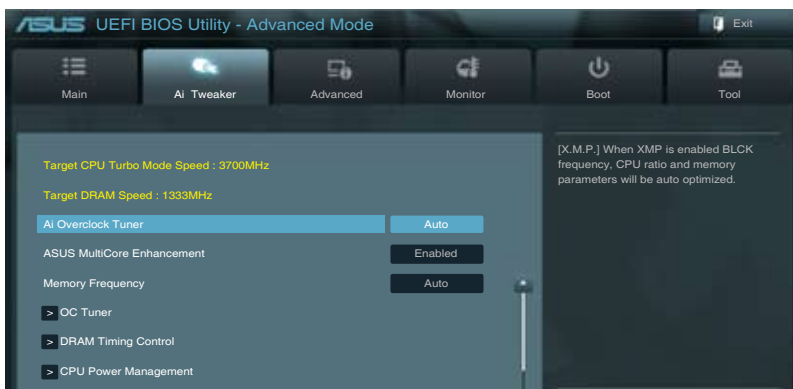 ASUS UEFI BIOS Utility - Advanced Mode
Exit
Main
Ai Tweaker
Advanced
Monitor
Boot
Tool
Target CPU Turbo Mode Speed : 3700MHz
Target DRAM Speed : 1333MHz
Ai Overclock Tuner Auto
ASUS MultiCore Enhancement Enabled
Memory Frequency Auto
> OC Tuner
> DRAM Timing Control
> CPU Power Management
[X.M.P.] When XMP is enabled BLCK
frequency, CPU ratio and memory
parameters will be auto optimized.